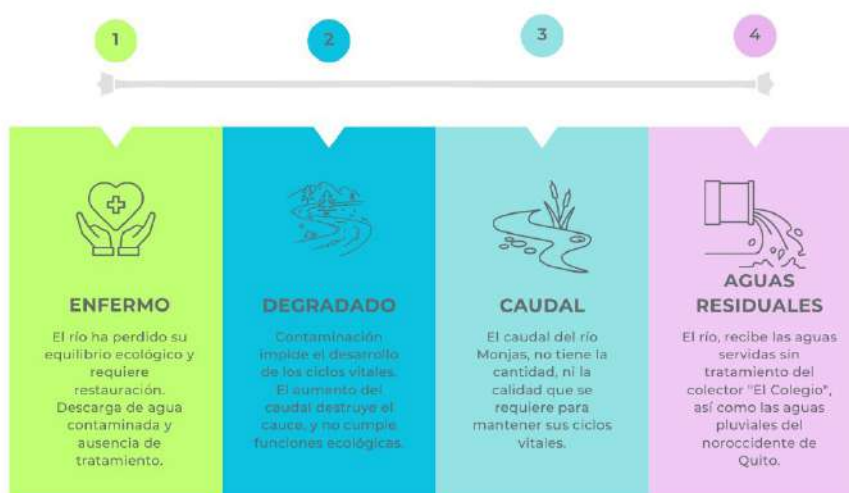 1
2
3
4
ENFERMO
El río ha perdido su
equilibrio ecológico y
requiere
restauración.
Descarga de agua
contaminada y
ausencia de
tratamiento.
DEGRADADO
Contaminación
impide el desarrollo
de los ciclos vitales.
El aumento del
caudal destruye el
cauce, y no cumple
funciones ecológicas.
CAUDAL
El caudal del río
Monjas, no tiene la
cantidad, ni la
calidad que se
requiere para
mantener sus ciclos
vitales.
AGUAS
RESIDUALES
El río, recibe las aguas
servidas sin
tratamiento del
colector "El Colegio",
así como las aguas
pluviales del
noroccidente de
Quito.